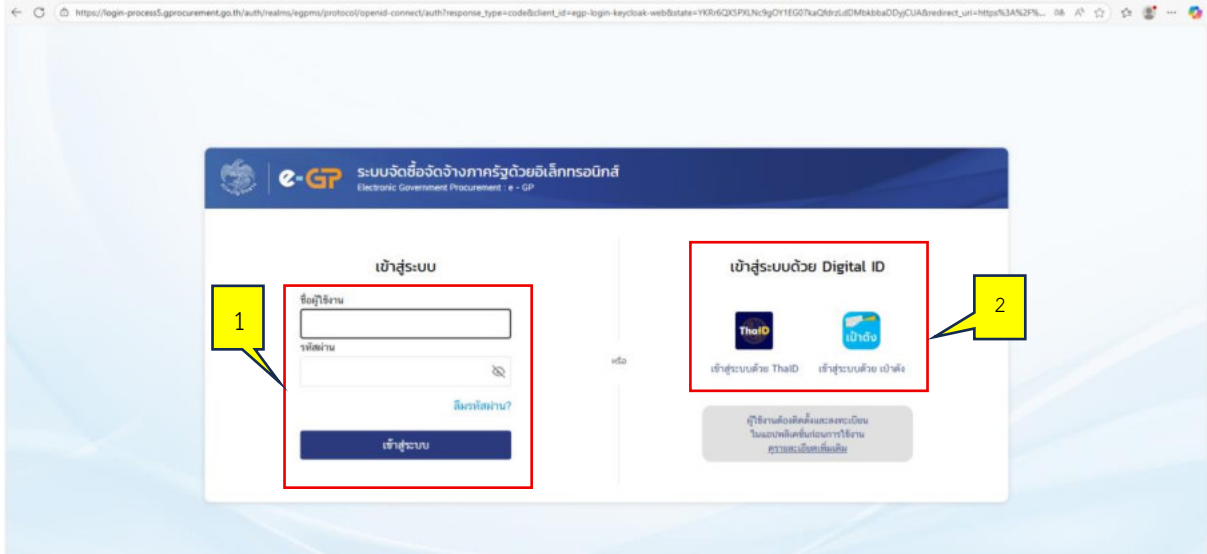 ระบบจัดซื้อจัดจ้างภาครัฐด้วยอิเล็กทรอนิกส์
e-GP
Electronic Government Procurement : e - GP
เข้าสู่ระบบ
ชื่อผู้ใช้งาน
รหัสผ่าน
ลืมรหัสผ่าน?
เข้าสู่ระบบ
1
หรือ
เข้าสู่ระบบด้วย Digital ID
ThaID
เป๋าตัง
เข้าสู่ระบบด้วย ThaID
เข้าสู่ระบบด้วย เป๋าตัง
2
ผู้ใช้งานต้องติดตั้งและลงทะเบียน
ในแอปพลิเคชันก่อนการใช้งาน
ดูรายละเอียดเพิ่มเติม